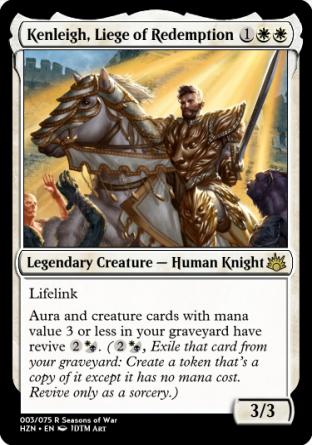 Kenleigh, Liege of Redemption 1
Legendary Creature — Human Knight
Lifelink
Aura and creature cards with mana
value 3 or less in your graveyard have
revive 2 . ( 2 , Exile that card from
your graveyard: Create a token that's a
copy of it except it has no mana cost.
Revive only as a sorcery.)
3/3
003/075 R Seasons of War
HZN • EN !DTM ART